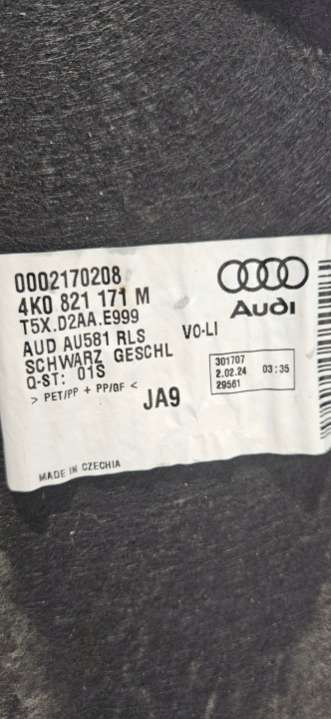 0002170208
4K0 821 171 M
T5X.D2AA.E999
AUD AU581 RLS
VO-LI
SCHWARZ GESCHL
Q-ST: 01S
> PET/PP + PP/BF <
JA9
MADE IN CZECHIA
Audi
301707
2.02.24 03:35
29561